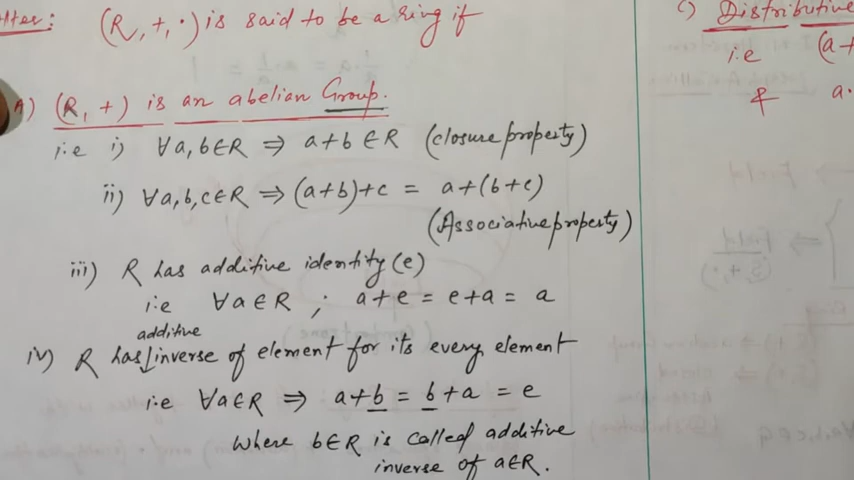 (R, +, ·) is said to be a ring if
A) (R, +) is an abelian Group.
i.e i) ∀a, b∈R ⇒ a+b ∈ R (closure property)
ii) ∀a, b, c∈R ⇒ (a+b)+c = a+(b+c)
(Associative property)
iii) R has additive identity (e)
i.e ∀a∈R ; a+e = e+a = a
additive
iv) R has inverse of element for its every element
i.e ∀a∈R ⇒ a+b = b+a = e
Where b∈R is called additive
inverse of a∈R.
c) Distributive
i.e (a+
& a.